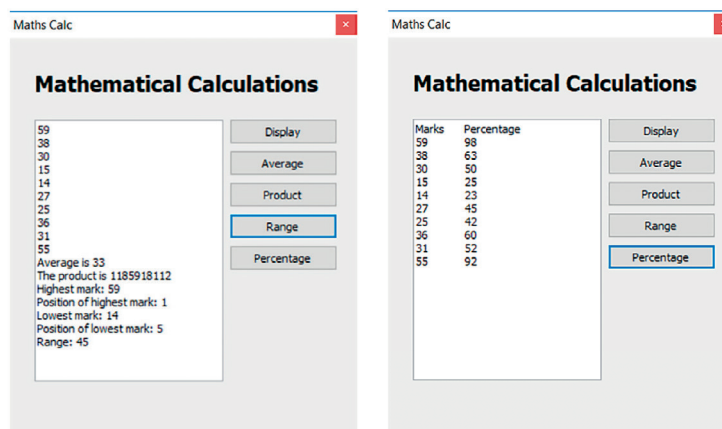 Maths Calc
×
Mathematical Calculations
59
38
30
15
14
27
25
36
31
55
Average is 33
The product is 1185918112
Highest mark: 59
Position of highest mark: 1
Lowest mark: 14
Position of lowest mark: 5
Range: 45
Display
Average
Product
Range
Percentage
Maths Calc
Mathematical Calculations
Marks Percentage
59 98
38 63
30 50
15 25
14 23
27 45
25 42
36 60
31 52
55 92
Display
Average
Product
Range
Percentage